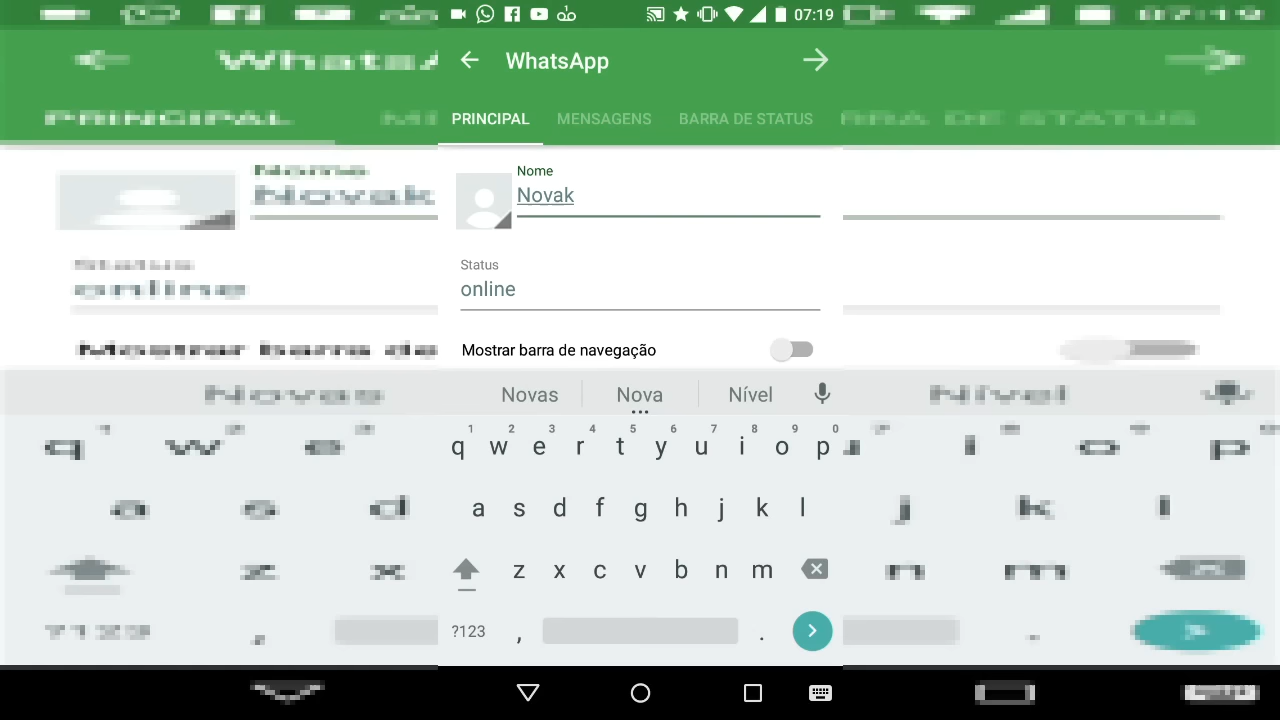 07:19
WhatsApp
PRINCIPAL MENSAGENS BARRA DE STATUS
Nome
Novak
Status
online
Mostrar barra de navegação
Novas Nova Nível
1 2 3 4 5 6 7 8 9 0
q w e r t y u i o p
a s d f g h j k l
z x c v b n m
?123 , .